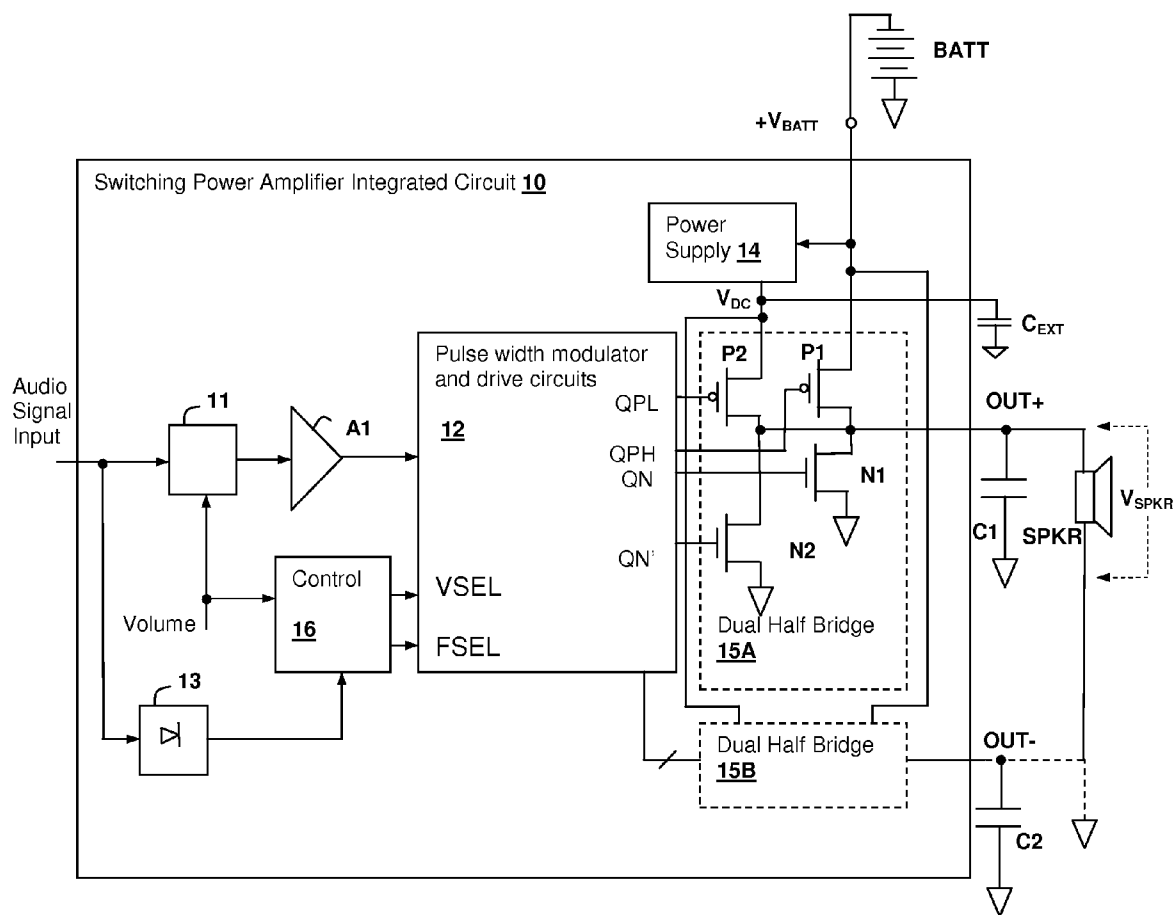 BATT
+VBATT
Switching Power Amplifier Integrated Circuit 10
Power
Supply 14
VDC
CEXT
Pulse width modulator
and drive circuits
12
P2
P1
QPL
OUT+
Audio
Signal
Input
11
A1
QPH
QN
N1
VSPKR
C1
SPKR
N2
QN'
Control
16
VSEL
FSEL
Volume
Dual Half Bridge
15A
13
Dual Half Bridge
15B
OUT-
C2